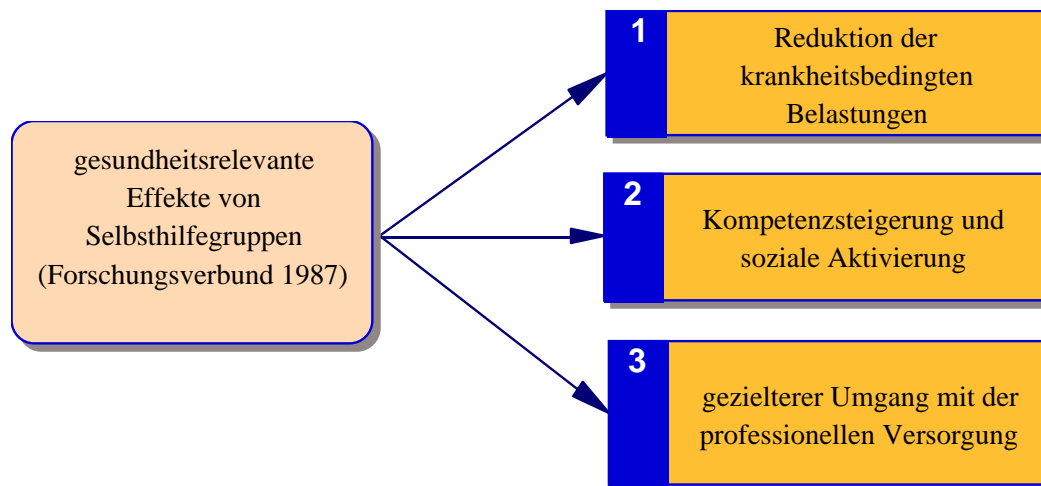 gesundheitsrelevante
Effekte von
Selbsthilfegruppen
(Forschungsverbund 1987)
1
Reduktion der
krankheitsbedingten
Belastungen
2
Kompetenzsteigerung und
soziale Aktivierung
3
gezielterer Umgang mit der
professionellen Versorgung